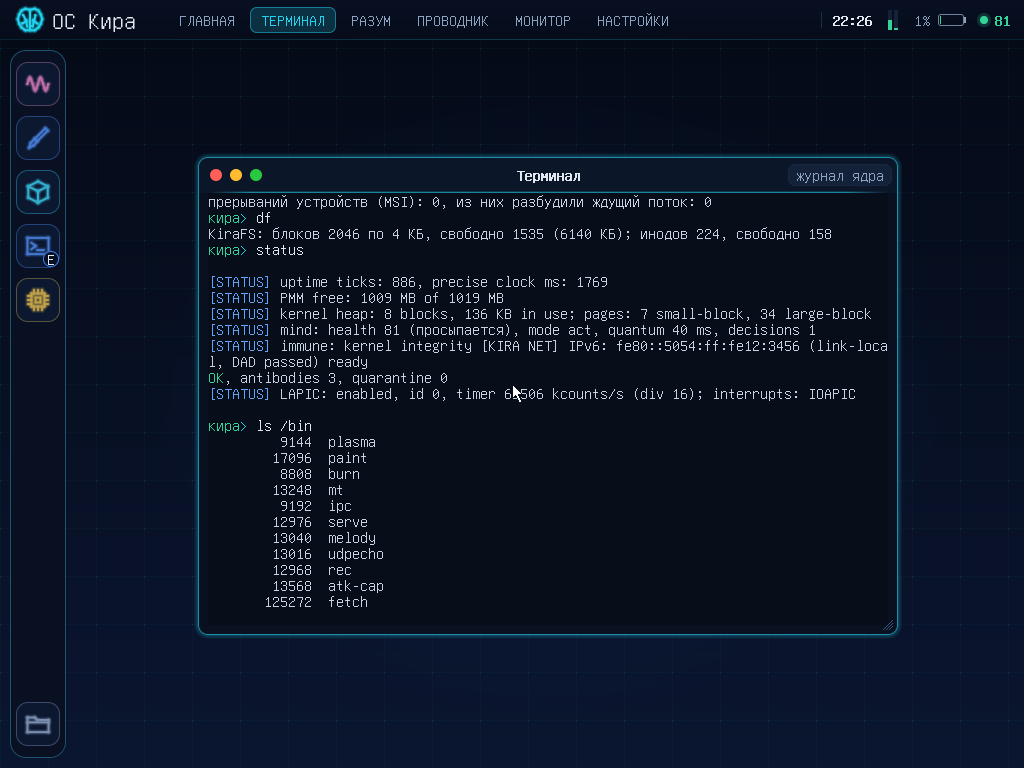 ОС Кира
ГЛАВНАЯ
ТЕРМИНАЛ
РАЗУМ
ПРОВОДНИК
МОНИТОР
НАСТРОЙКИ
22:26
1%
81
E
Терминал
журнал ядра
прерываний устройств (MSI): 0, из них разбудили ждущий поток: 0
кира> df
KiraFS: блоков 2046 по 4 КБ, свободно 1535 (6140 КБ); инодов 224, свободно 158
кира> status
[STATUS] uptime ticks: 886, precise clock ms: 1769
[STATUS] PMM free: 1009 MB of 1019 MB
[STATUS] kernel heap: 8 blocks, 136 KB in use; pages: 7 small-block, 34 large-block
[STATUS] mind: health 81 (просыпается), mode act, quantum 40 ms, decisions 1
[STATUS] immune: kernel integrity [KIRA NET] IPv6: fe80::5054:ff:fe12:3456 (link-loca
l, DAD passed) ready
OK, antibodies 3, quarantine 0
[STATUS] LAPIC: enabled, id 0, timer kcounts/s (div 16); interrupts: IOAPIC
кира> ls /bin
9144 plasma
17096 paint
8808 burn
13248 mt
9192 ipc
12976 serve
13040 melody
13016 udpecho
12968 rec
13568 atk-cap
125272 fetch